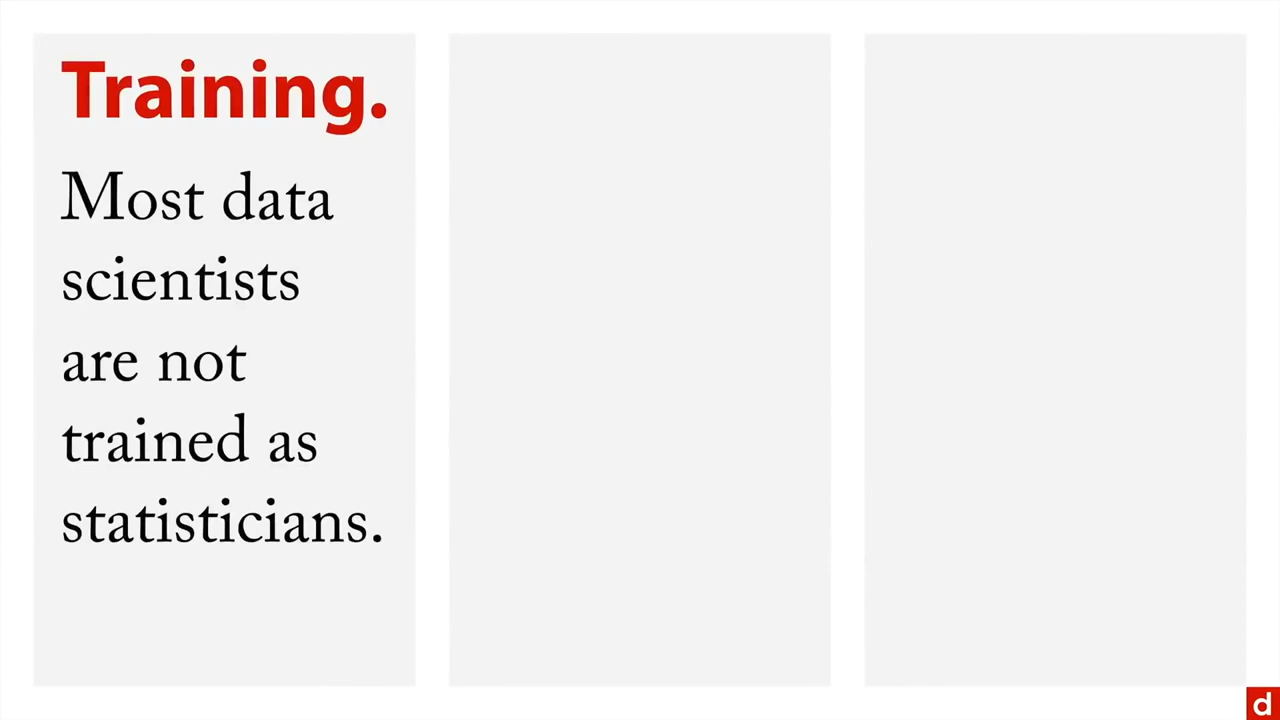 Training.
Most data
scientists
are not
trained as
statisticians.
d